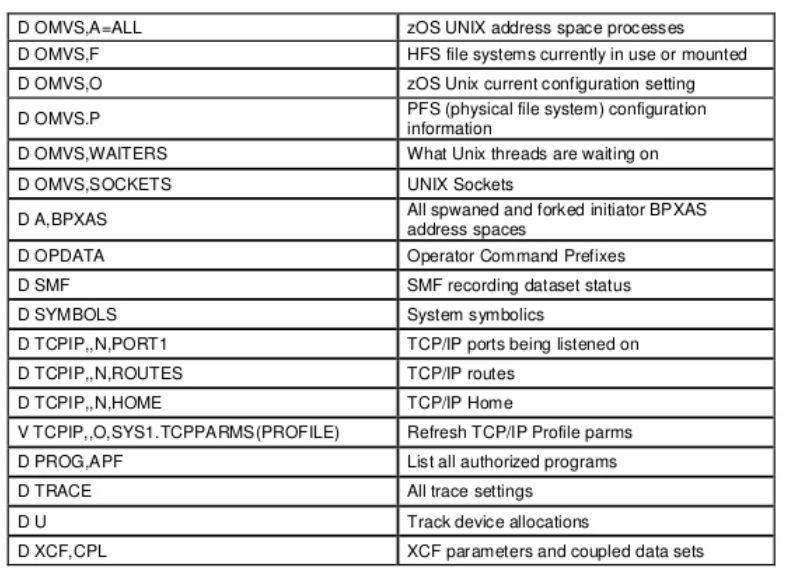 D OMVS,A=ALL zOS UNIX address space processes
D OMVS,F HFS file systems currently in use or mounted
D OMVS,O zOS Unix current configuration setting
D OMVS.P PFS (physical file system) configuration
information
D OMVS,WAITERS What Unix threads are waiting on
D OMVS,SOCKETS UNIX Sockets
D A,BPXAS All spwaned and forked initiator BPXAS
address spaces
D OPDATA Operator Command Prefixes
D SMF SMF recording dataset status
D SYMBOLS System symbolics
D TCPIP,,N,PORT1 TCP/IP ports being listened on
D TCPIP,,N,ROUTES TCP/IP routes
D TCPIP,,N,HOME TCP/IP Home
V TCPIP,,O,SYS1.TCPPARMS(PROFILE) Refresh TCP/IP Profile parms
D PROG,APF List all authorized programs
D TRACE All trace settings
D U Track device allocations
D XCF,CPL XCF parameters and coupled data sets